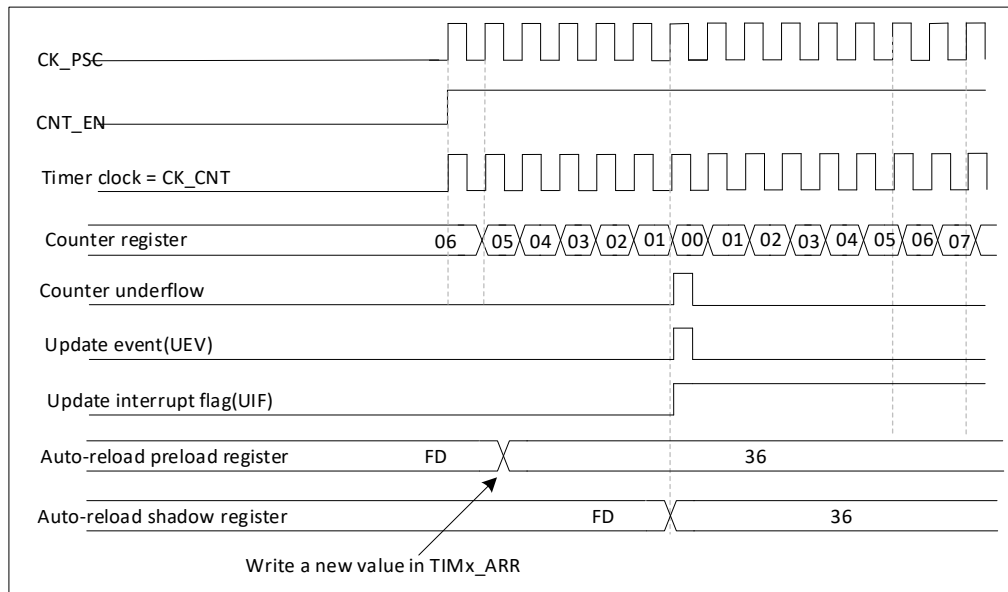 CK_PSC
CNT_EN
Timer clock = CK_CNT
Counter register 06 05 04 03 02 01 00 01 02 03 04 05 06 07
Counter underflow
Update event(UEV)
Update interrupt flag(UIF)
Auto-reload preload register FD 36
Auto-reload shadow register FD 36
Write a new value in TIMx_ARR